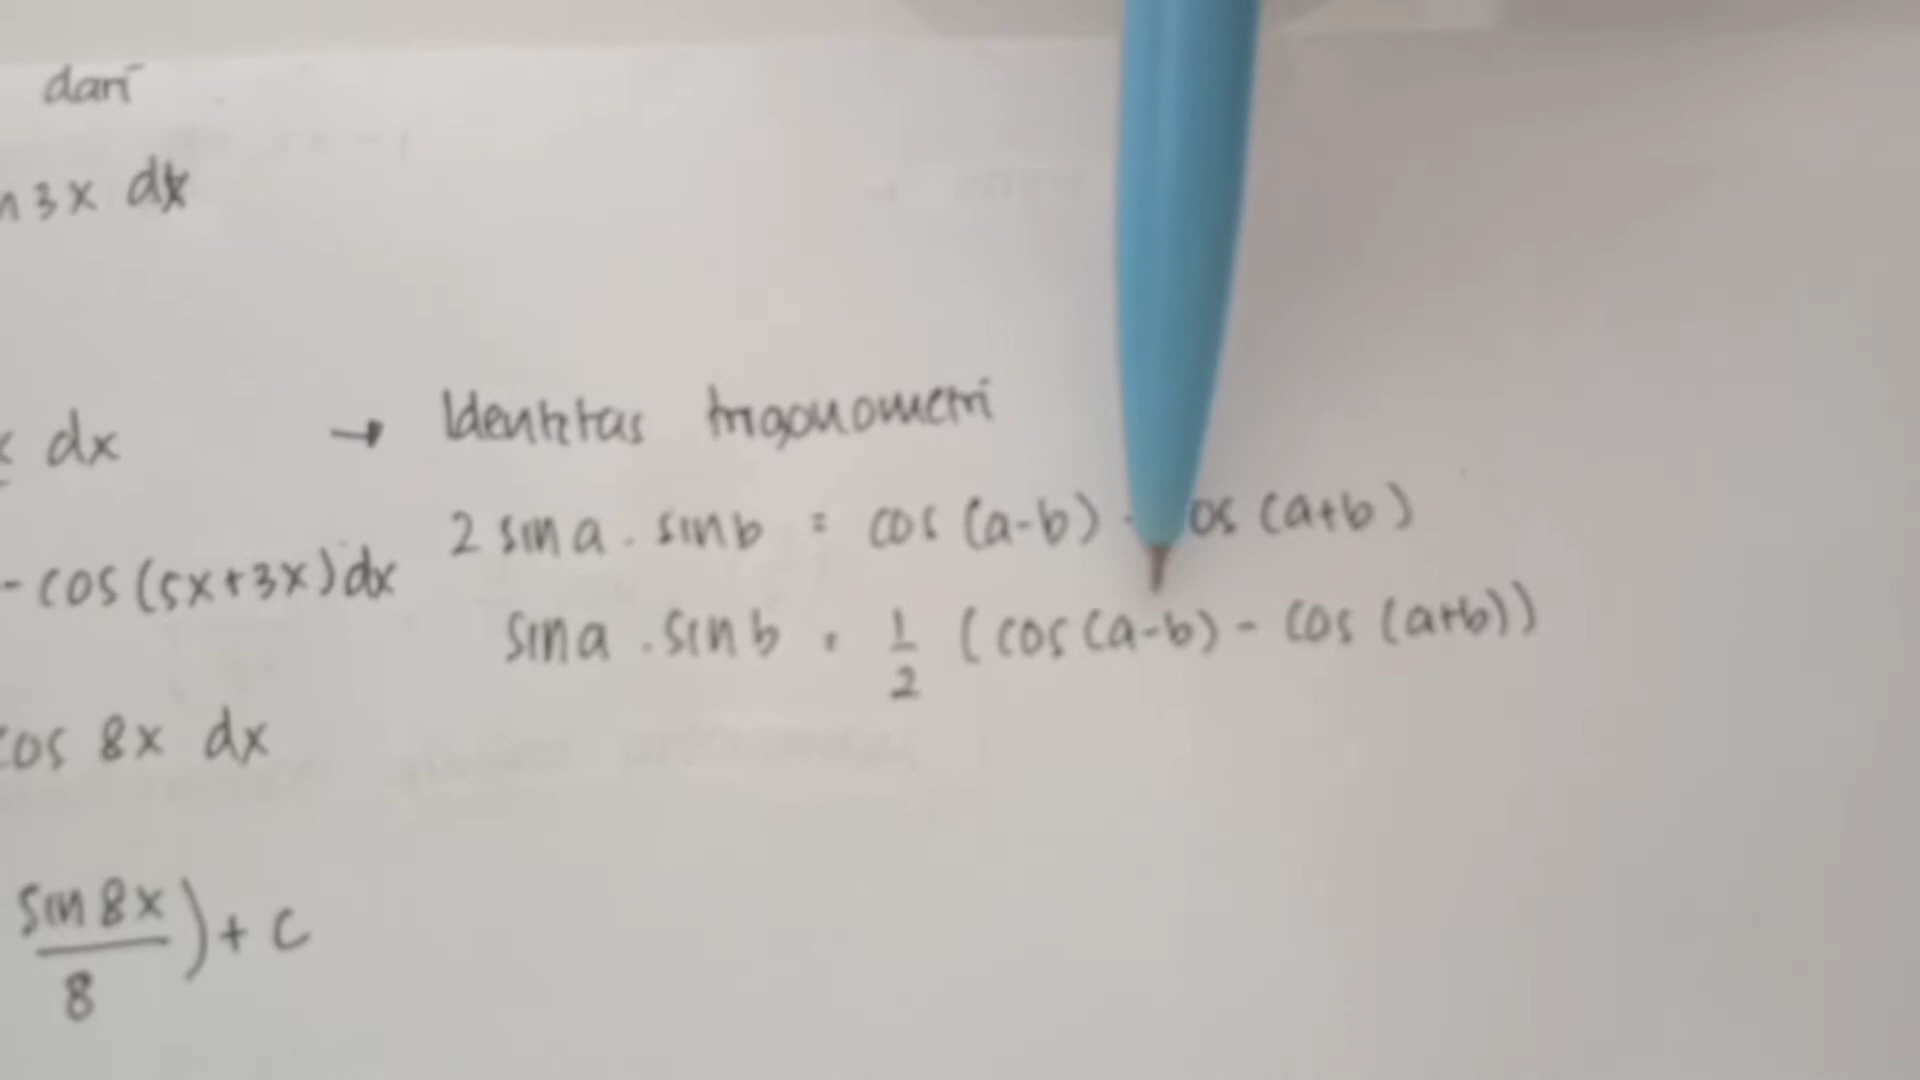 dari
n 3x dx
dx → Identitas trigonometri
2 sin a . sin b = cos (a-b) - cos (a+b)
- cos (5x+3x) dx
sin a . sin b = 1/2 (cos (a-b) - cos (a+b))
cos 8x dx
sin 8x / 8 ) + c